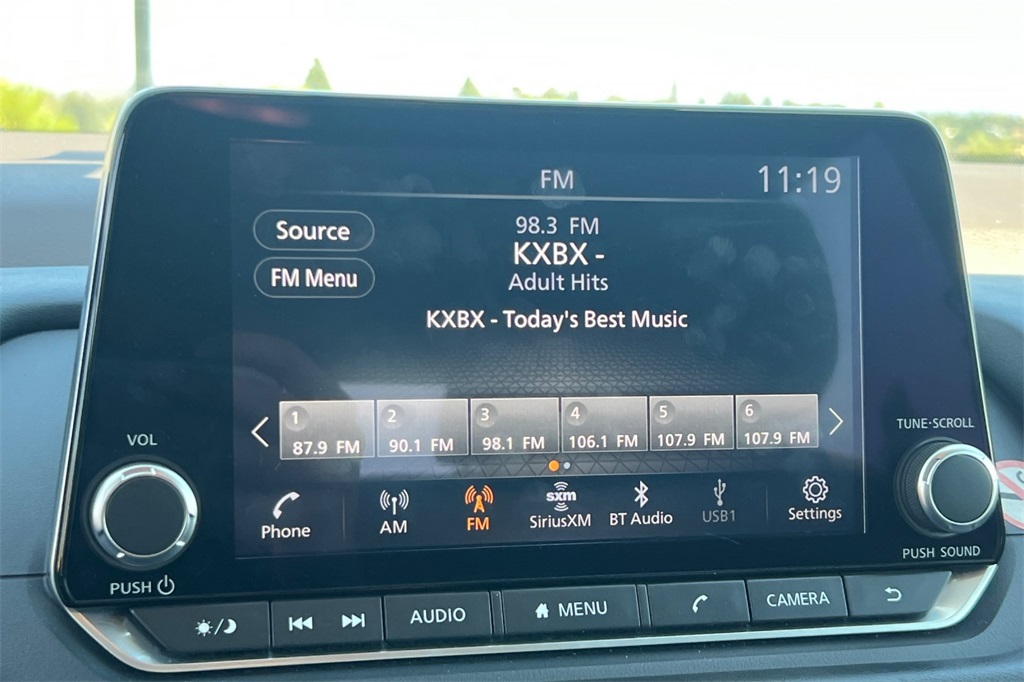 FM
11:19
Source
98.3 FM
KXBX -
FM Menu
Adult Hits
KXBX - Today's Best Music
1
2
3
4
5
6
87.9 FM
90.1 FM
98.1 FM
106.1 FM
107.9 FM
107.9 FM
VOL
TUNE·SCROLL
Phone
AM
FM
sxm
SiriusXM
BT Audio
USB1
Settings
PUSH
PUSH SOUND
AUDIO
MENU
CAMERA